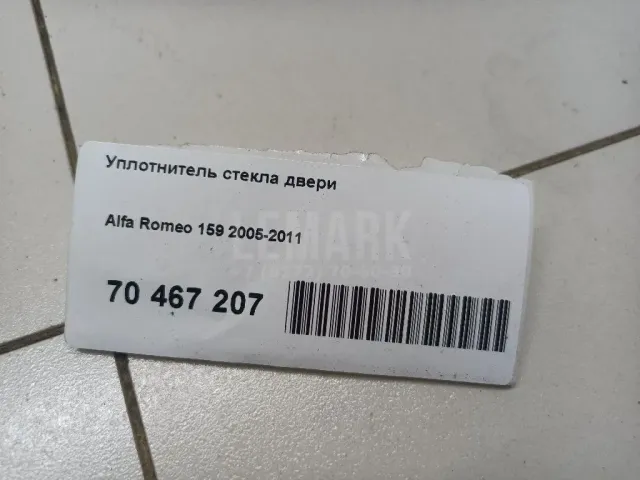 Уплотнитель стекла двери
Alfa Romeo 159 2005-2011
LEMARK
70 467 207